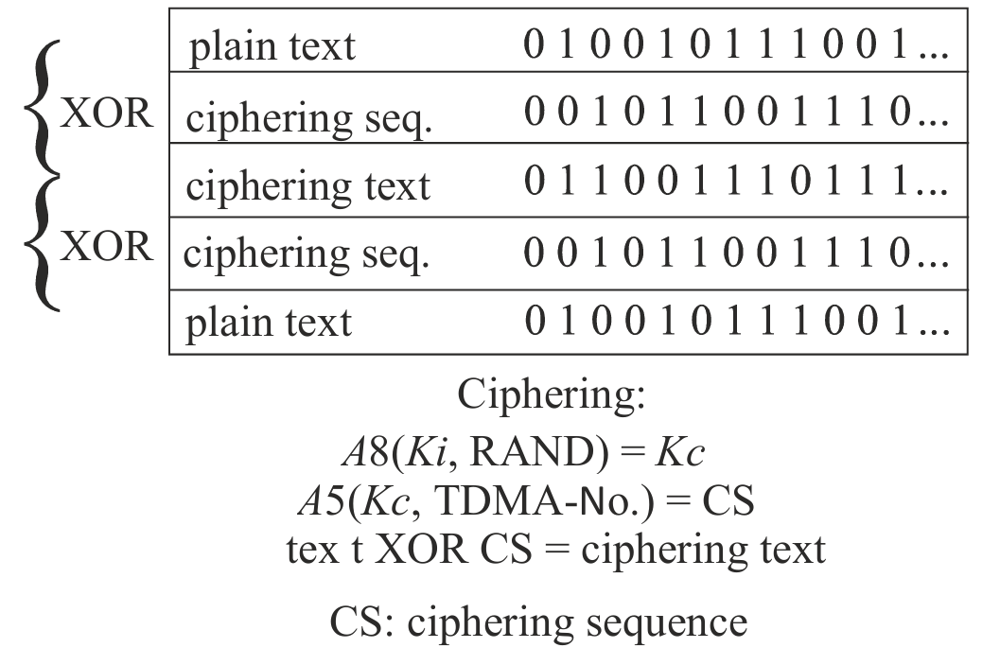 plain text 0 1 0 0 1 0 1 1 1 0 0 1...
XOR
ciphering seq. 0 0 1 0 1 1 0 0 1 1 1 0...
ciphering text 0 1 1 0 0 1 1 1 0 1 1 1...
XOR
ciphering seq. 0 0 1 0 1 1 0 0 1 1 1 0...
plain text 0 1 0 0 1 0 1 1 1 0 0 1...
Ciphering:
A8(Ki, RAND) = Kc
A5(Kc, TDMA-No.) = CS
tex t XOR CS = ciphering text
CS: ciphering sequence